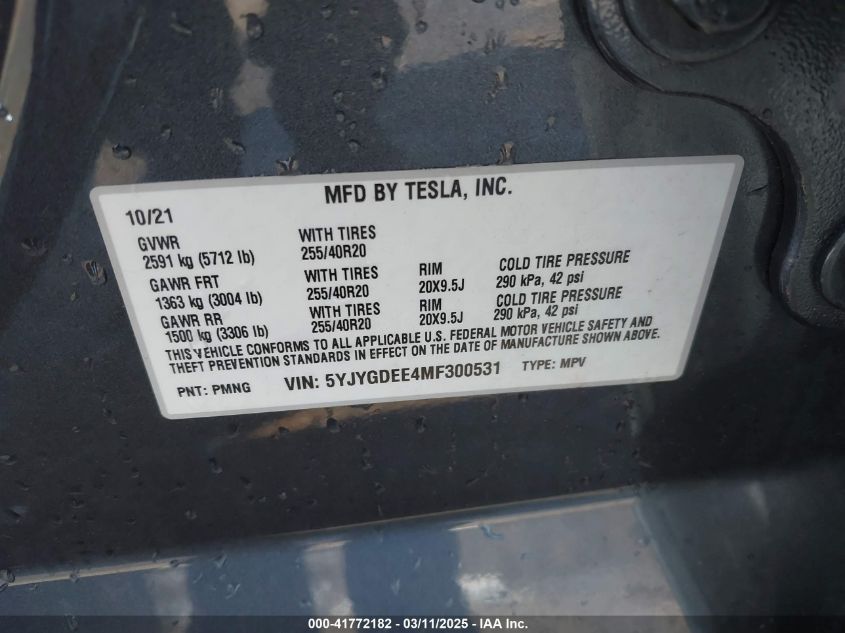 MFD BY TESLA, INC.
10/21
GVWR WITH TIRES
2591 kg (5712 lb) 255/40R20
GAWR FRT WITH TIRES RIM COLD TIRE PRESSURE
1363 kg (3004 lb) 255/40R20 20X9.5J 290 kPa, 42 psi
GAWR RR WITH TIRES RIM COLD TIRE PRESSURE
1500 kg (3306 lb) 255/40R20 20X9.5J 290 kPa, 42 psi
THIS VEHICLE CONFORMS TO ALL APPLICABLE U.S. FEDERAL MOTOR VEHICLE SAFETY AND
THEFT PREVENTION STANDARDS IN EFFECT ON THE DATE OF MANUFACTURE SHOWN ABOVE.
PNT: PMNG VIN: 5YJYGDEE4MF300531 TYPE: MPV
000-41772182 - 03/11/2025 - IAA Inc.